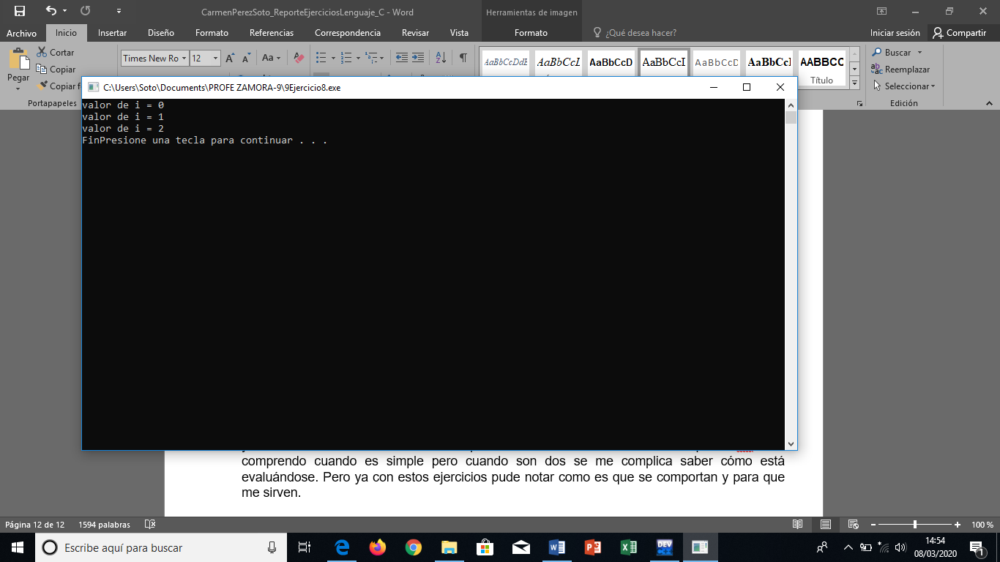 CarmenPerezSoto_ReporteEjerciciosLenguaje_C - Word
Herramientas de imagen
Archivo Inicio Insertar Diseño Formato Referencias Correspondencia Revisar Vista Formato ¿Qué desea hacer? Iniciar sesión Compartir
Pegar
Cortar
Copiar
Copiar f
Portapapeles
Times New Ro 12
Aa
AaBbCcDdE AaBbCcL AaBbCcD AaBbCcI AaBbCcD AaBbCcI AABBCC
Título
Buscar
Reemplazar
Seleccionar
Edición
C:\Users\Soto\Documents\PROFE ZAMORA-9\9Ejercicio8.exe
valor de i = 0
valor de i = 1
valor de i = 2
FinPresione una tecla para continuar . . .
comprendo cuando es simple pero cuando son dos se me complica saber cómo está
evaluándose. Pero ya con estos ejercicios pude notar como es que se comportan y para que
me sirven.
Página 12 de 12 1594 palabras 100 %
Escribe aquí para buscar
DEV
14:54
08/03/2020
1